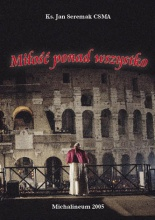 Ks. Jan Seremak CSMA
Miłość ponad wszystko
Michalineum 2005